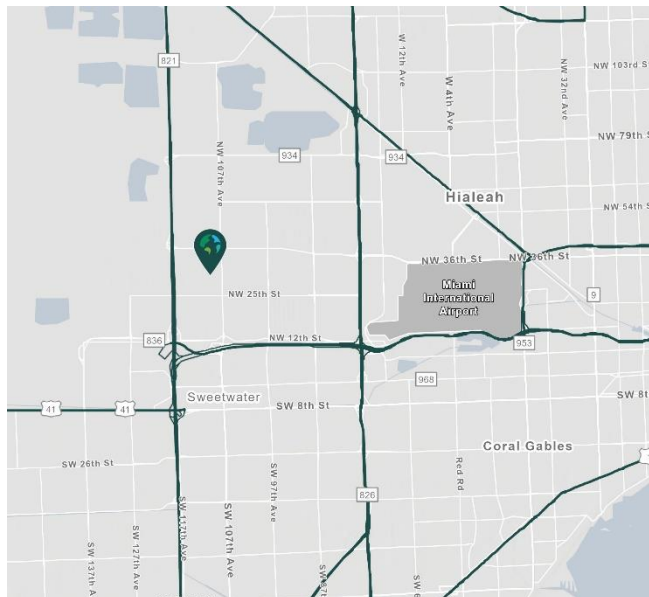 W 12th Ave
NW 32nd Ave
821
NW 103rd St
W 4th Ave
NW 107th Ave
NW 79th St
934
934
Hialeah
NW 54th St
NW 36th St
NW 36th St
Miami
International
Airport
NW 25th St
9
836
NW 12th St
953
968
Sweetwater
41
41
SW 8th St
SW 8t
Coral Gables
SW 26th St
Red Rd
SW 97th Ave
826
SW 117th Ave
SW 107th Ave
SW 127th Ave
SW 137th A